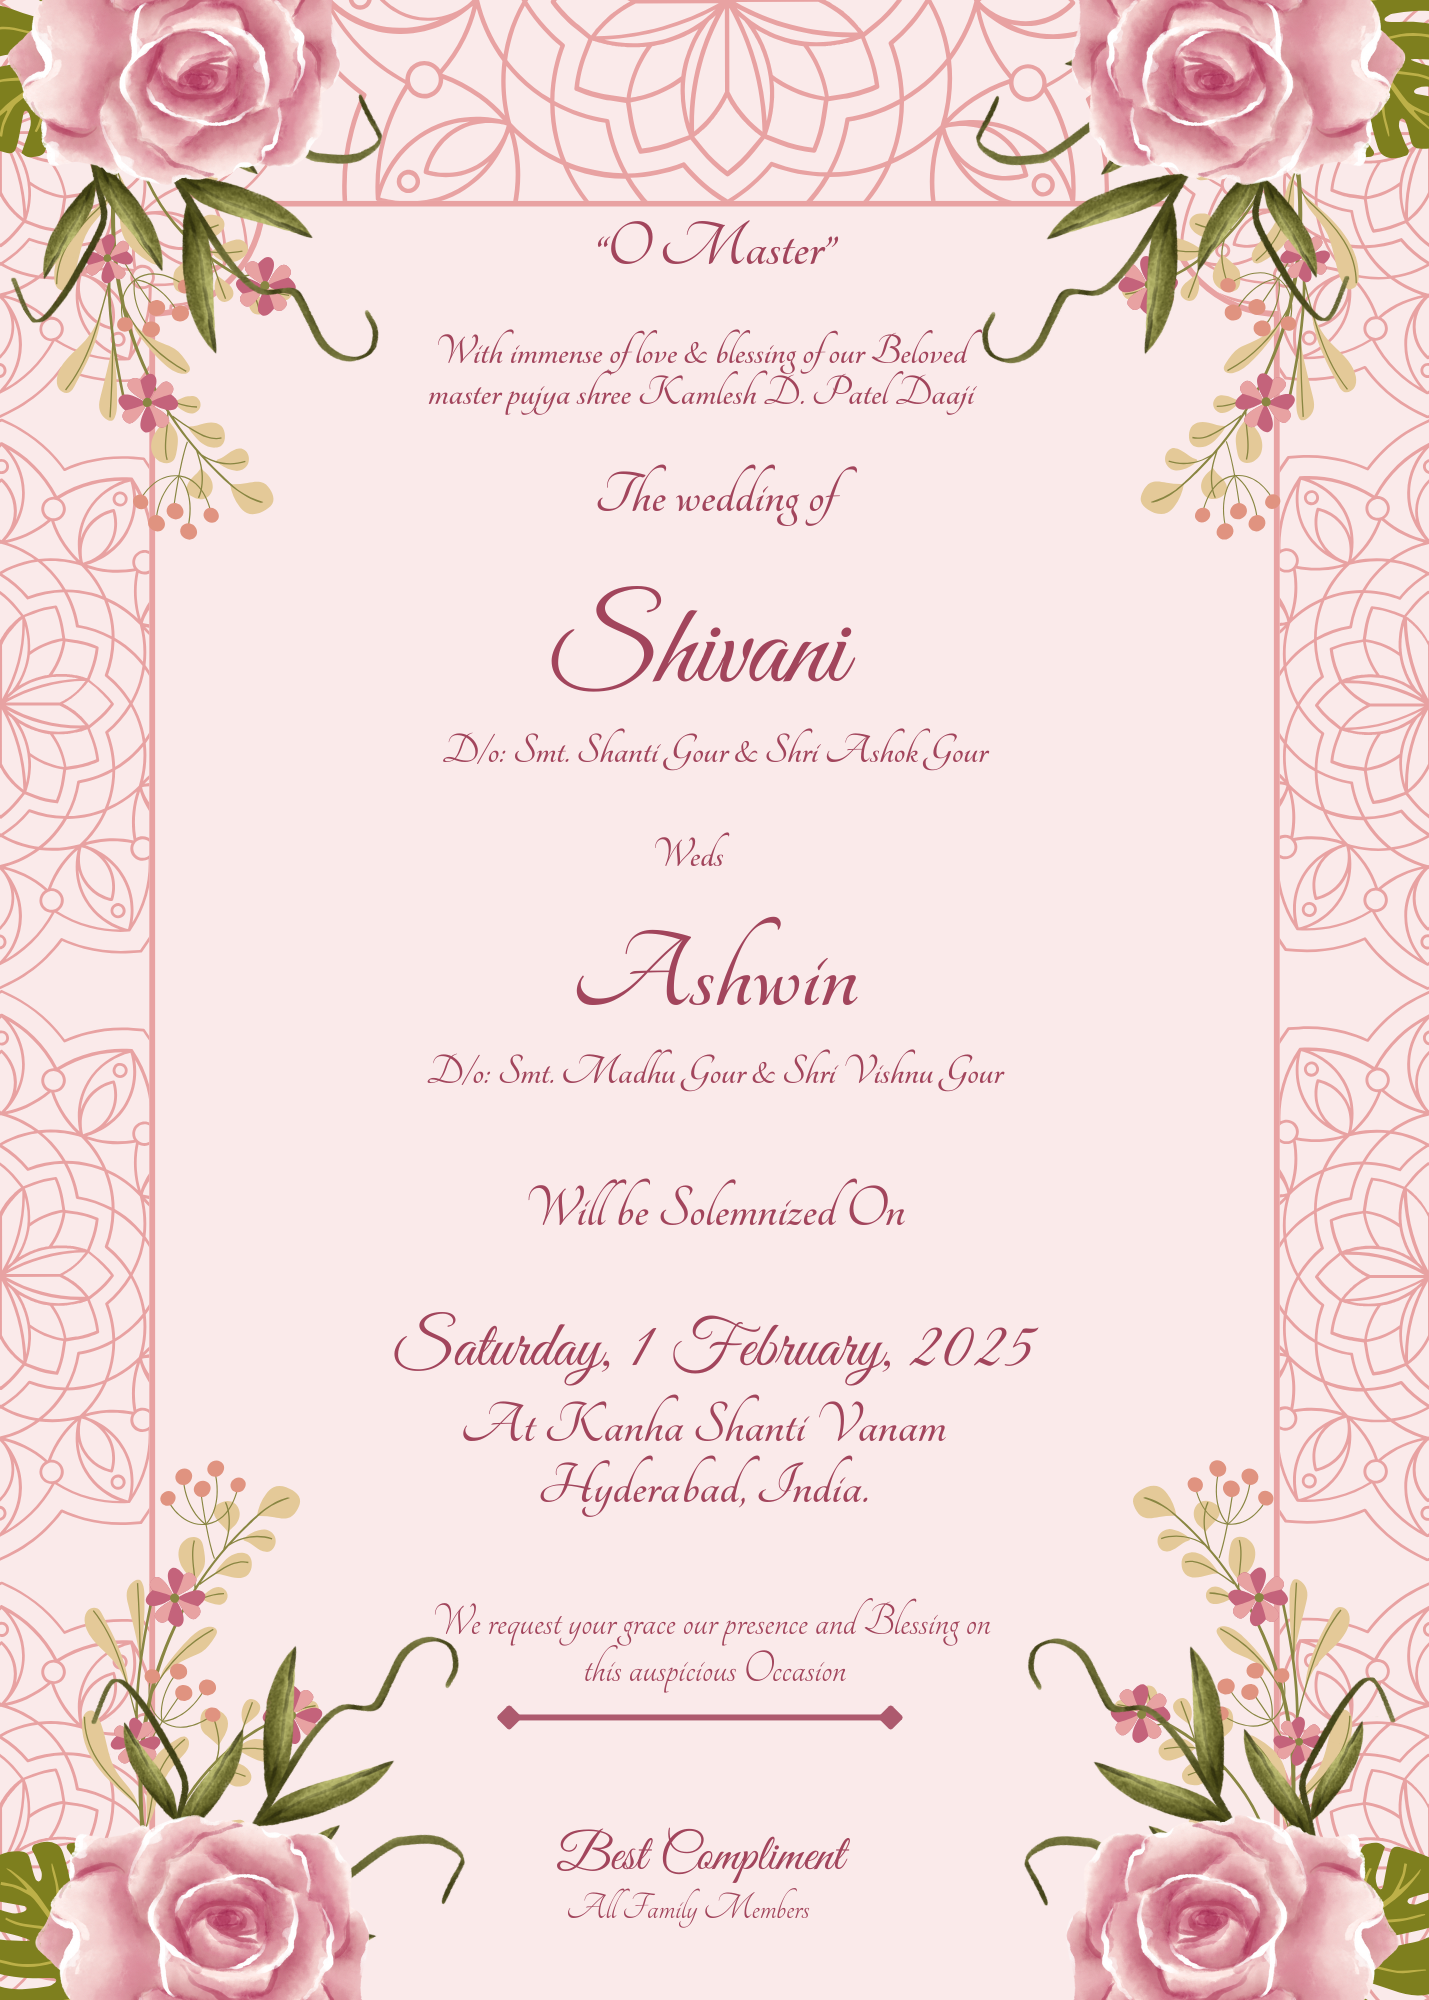 “O Master”
With immense of love & blessing of our Beloved
master pujya shree Kamlesh D. Patel Daaji
The wedding of
Shivani
D/o: Smt. Shanti Gour & Shri Ashok Gour
Weds
Ashwin
D/o: Smt. Madhu Gour & Shri Vishnu Gour
Will be Solemnized On
Saturday, 1 February, 2025
At Kanha Shanti Vanam
Hyderabad, India.
We request your grace our presence and Blessing on
this auspicious Occasion
Best Compliment
All Family Members